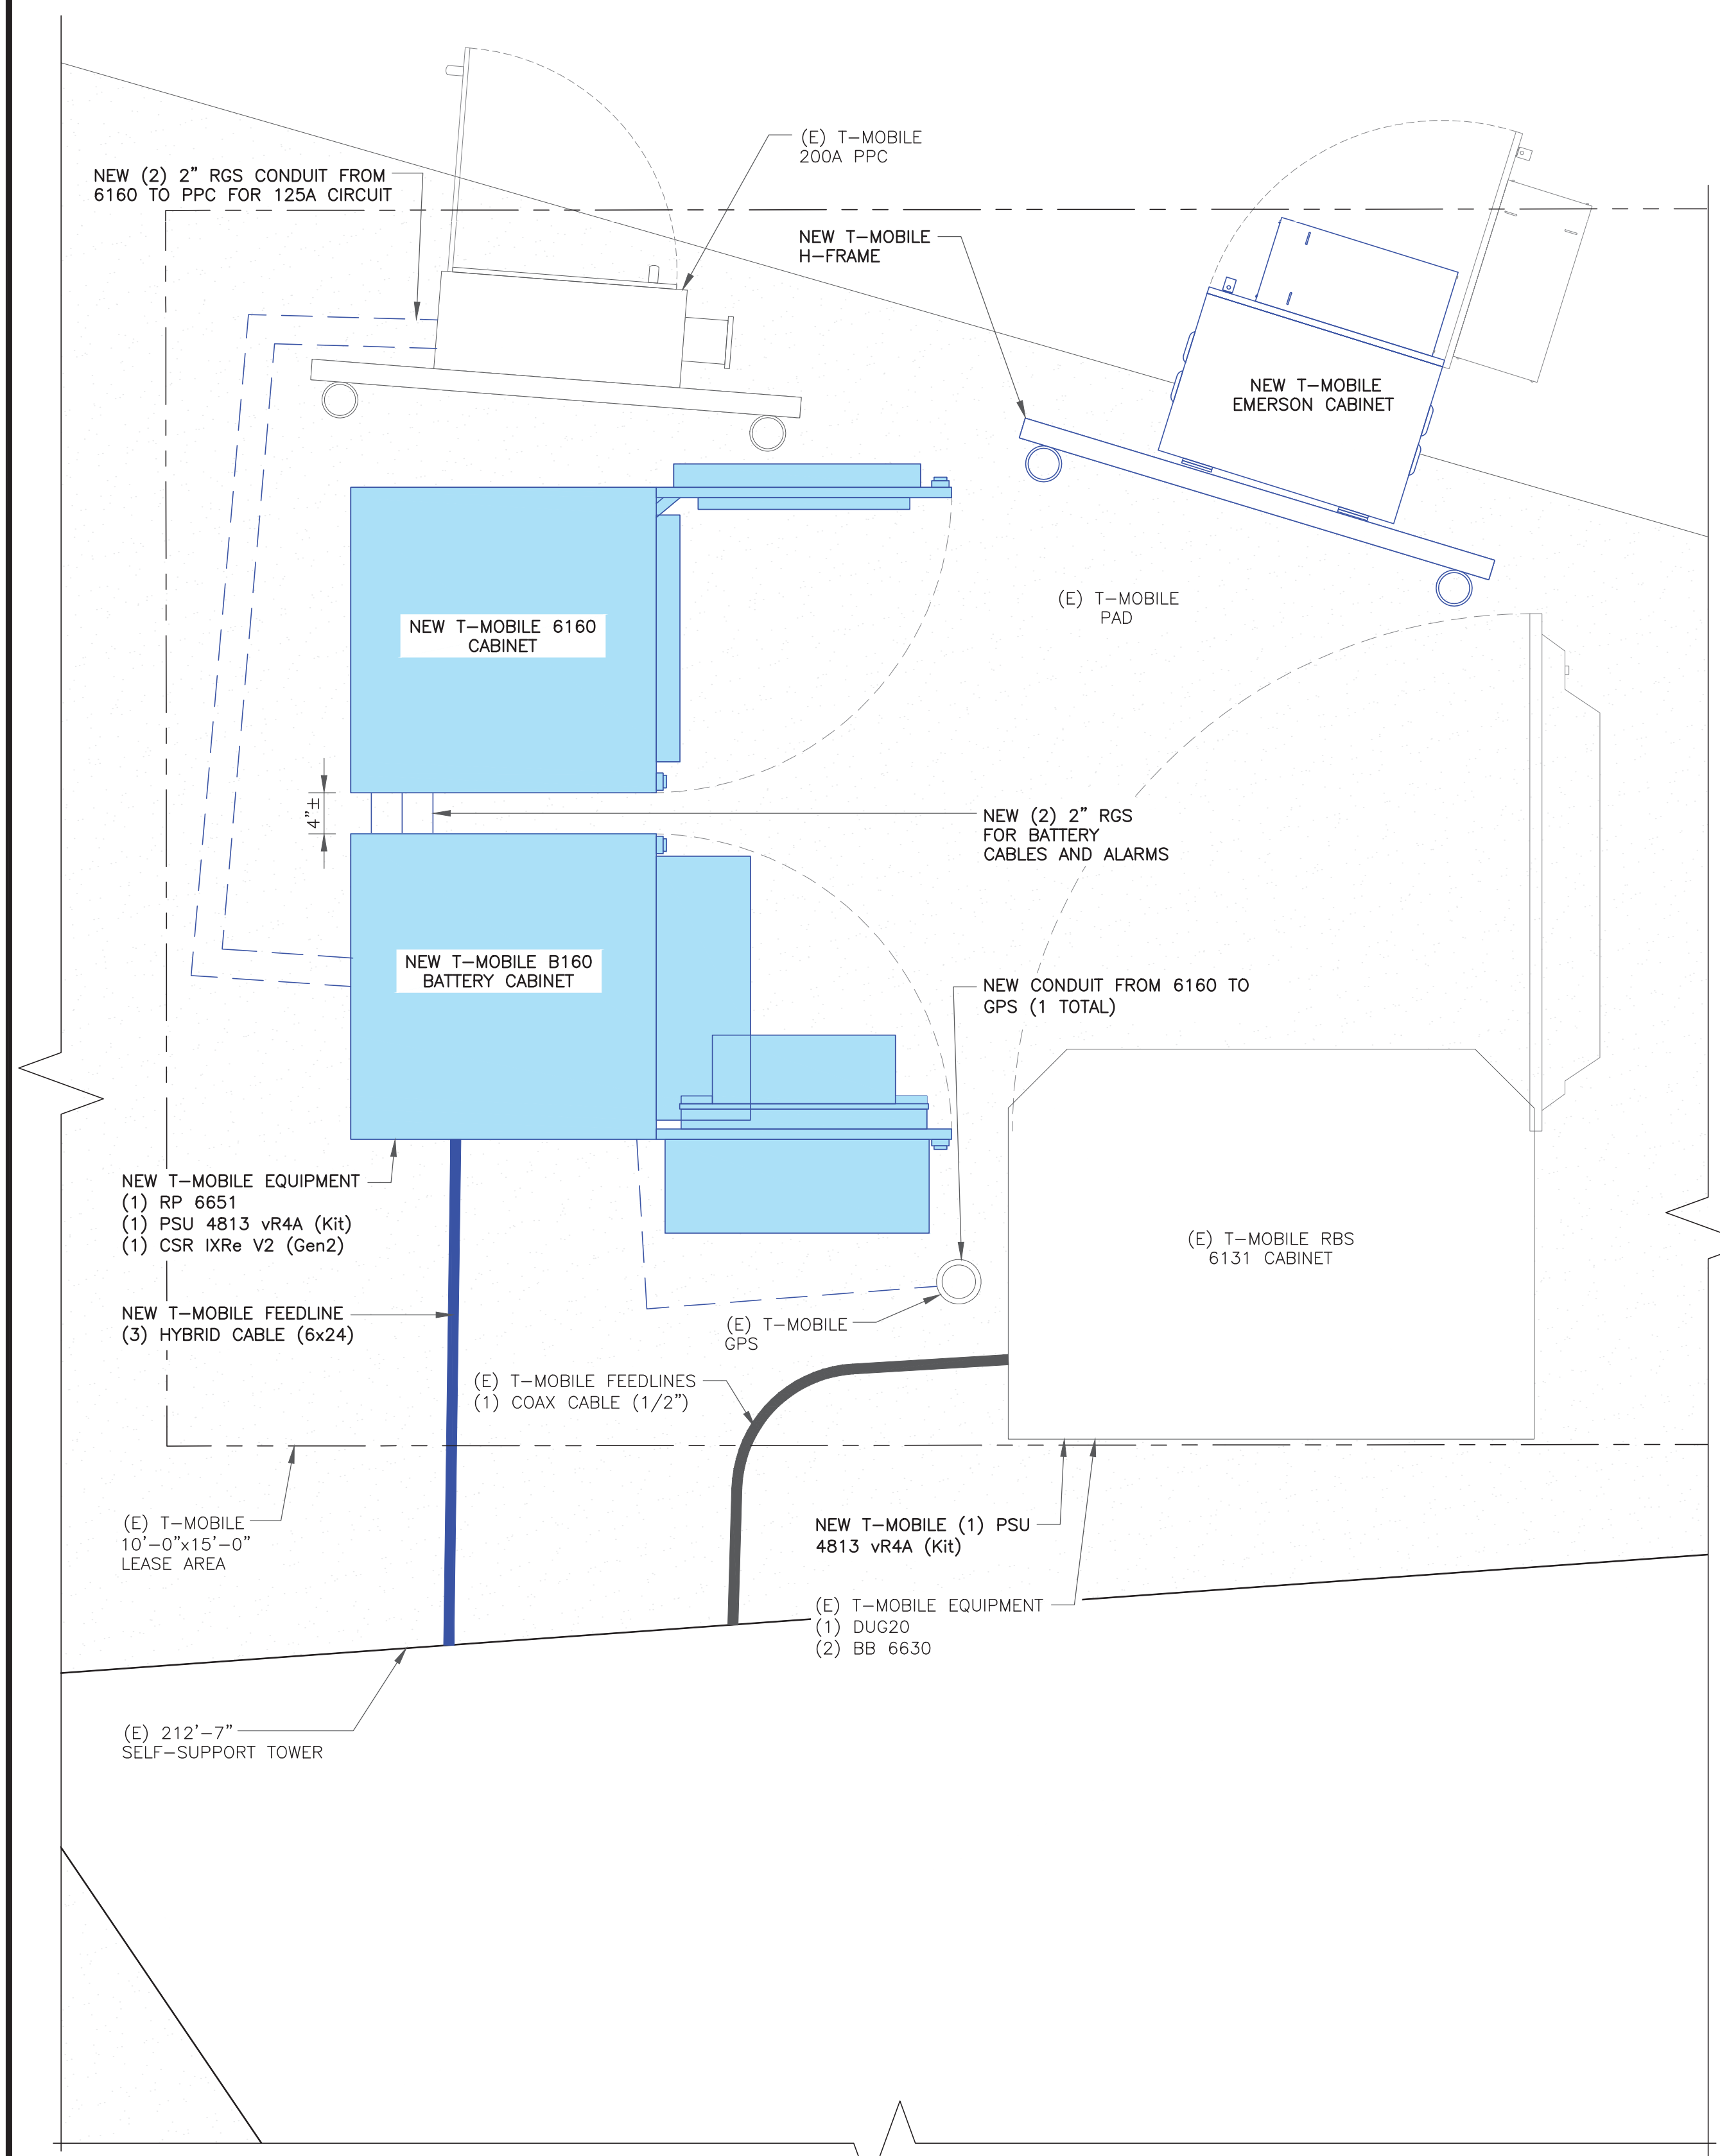 (E) T-MOBILE
200A PPC
NEW (2) 2" RGS CONDUIT FROM
6160 TO PPC FOR 125A CIRCUIT
NEW T-MOBILE
H-FRAME
NEW T-MOBILE
EMERSON CABINET
(E) T-MOBILE
PAD
NEW T-MOBILE 6160
CABINET
4"±
NEW (2) 2" RGS
FOR BATTERY
CABLES AND ALARMS
NEW T-MOBILE B160
BATTERY CABINET
NEW CONDUIT FROM 6160 TO
GPS (1 TOTAL)
NEW T-MOBILE EQUIPMENT
(1) RP 6651
(1) PSU 4813 vR4A (Kit)
(1) CSR IXRe V2 (Gen2)
(E) T-MOBILE RBS
6131 CABINET
NEW T-MOBILE FEEDLINE
(3) HYBRID CABLE (6x24)
(E) T-MOBILE
GPS
(E) T-MOBILE FEEDLINES
(1) COAX CABLE (1/2")
(E) T-MOBILE
10'-0"x15'-0"
LEASE AREA
NEW T-MOBILE (1) PSU
4813 vR4A (Kit)
(E) T-MOBILE EQUIPMENT
(1) DUG20
(2) BB 6630
(E) 212'-7"
SELF-SUPPORT TOWER